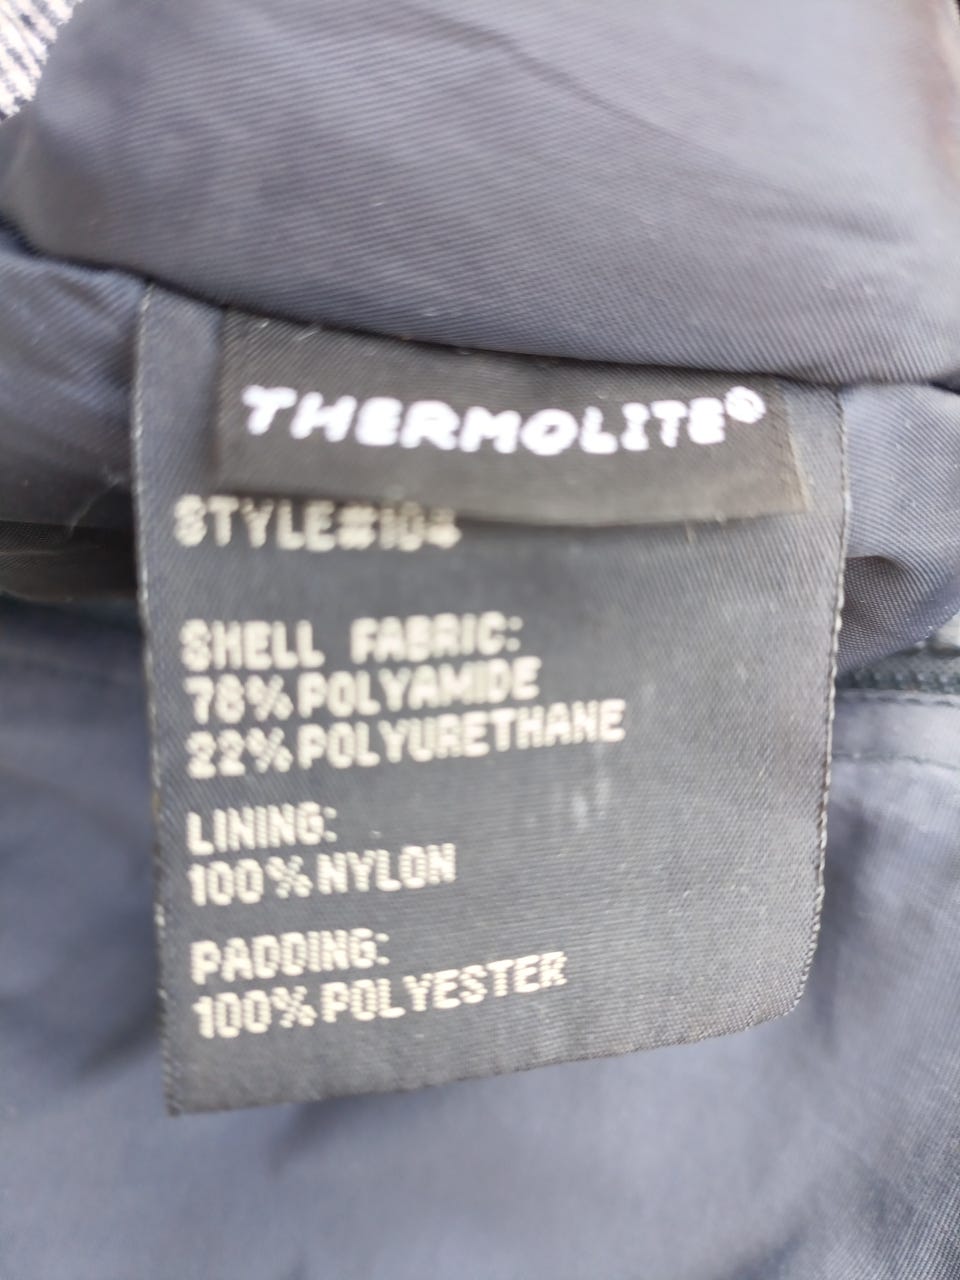 THERMOLITE®
STYLE#104
SHELL FABRIC:
78% POLYAMIDE
22% POLYURETHANE
LINING:
100% NYLON
PADDING:
100% POLYESTER